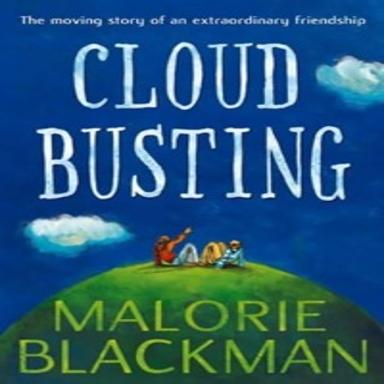 The moving story of an extraordinary friendship
CLOUD
BUSTING
MALORIE
BLACKMAN